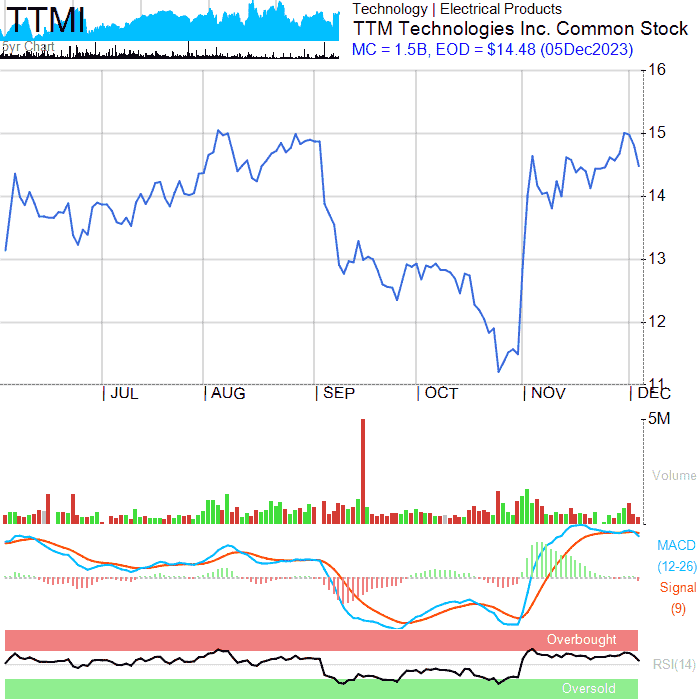 TTMI
5yr Chart
Technology | Electrical Products
TTM Technologies Inc. Common Stock
MC = 1.5B, EOD = $14.48 (05Dec2023)
16
15
14
13
12
11
| JUL | AUG | SEP | OCT | NOV | DEC
5M
Volume
MACD
(12-26)
Signal
(9)
Overbought
RSI(14)
Oversold